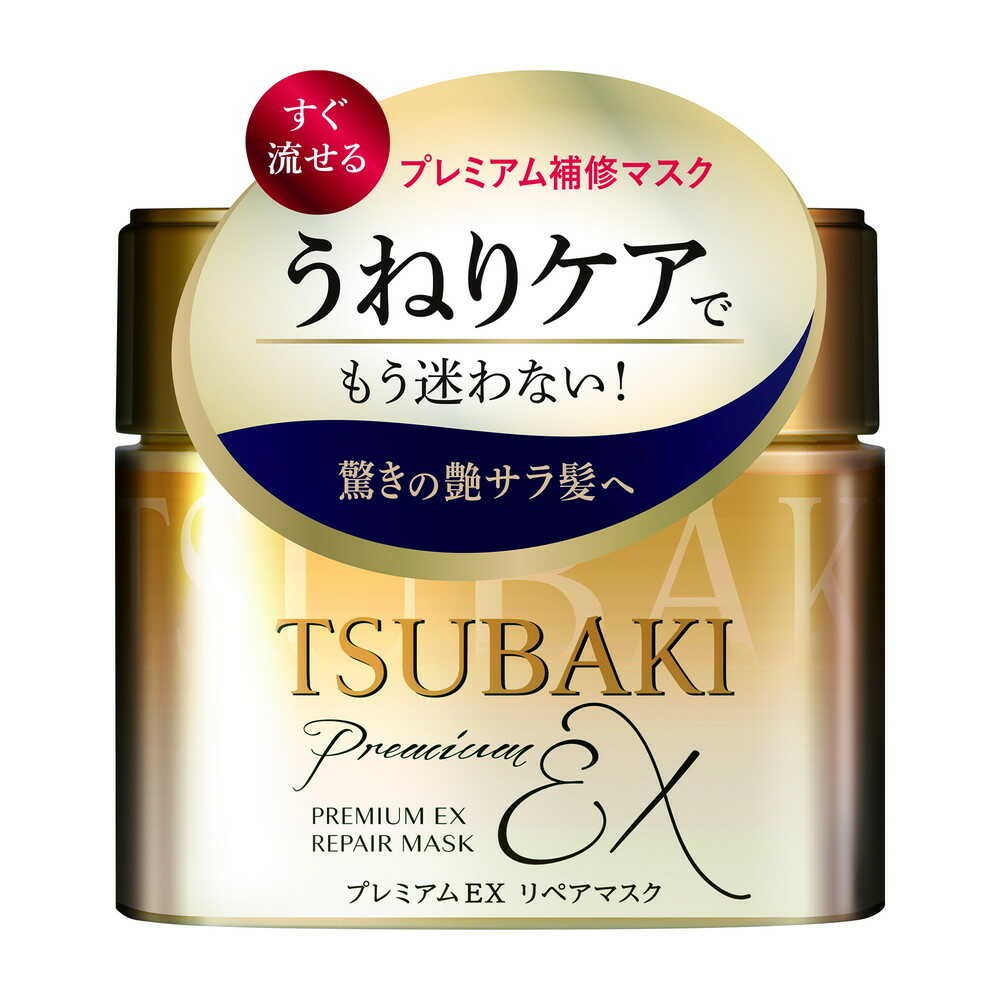 すぐ
流せる
プレミアム補修マスク
うねりケアで
もう迷わない!
驚きの艶サラ髪へ
TSUBAKI
TSUBAKI
Premium EX
PREMIUM EX
REPAIR MASK
プレミアムEX リペアマスク